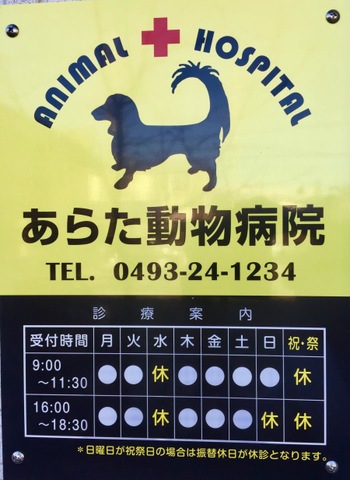 ANIMAL HOSPITAL
あらた動物病院
TEL. 0493-24-1234
診療案内
受付時間 月 火 水 木 金 土 日 祝・祭
9:00 ～11:30 ● ● 休 ● ● ● ● 休
16:00 ～18:30 ● ● 休 ● ● ● 休 休
＊日曜日が祝祭日の場合は振替休日が休診となります。